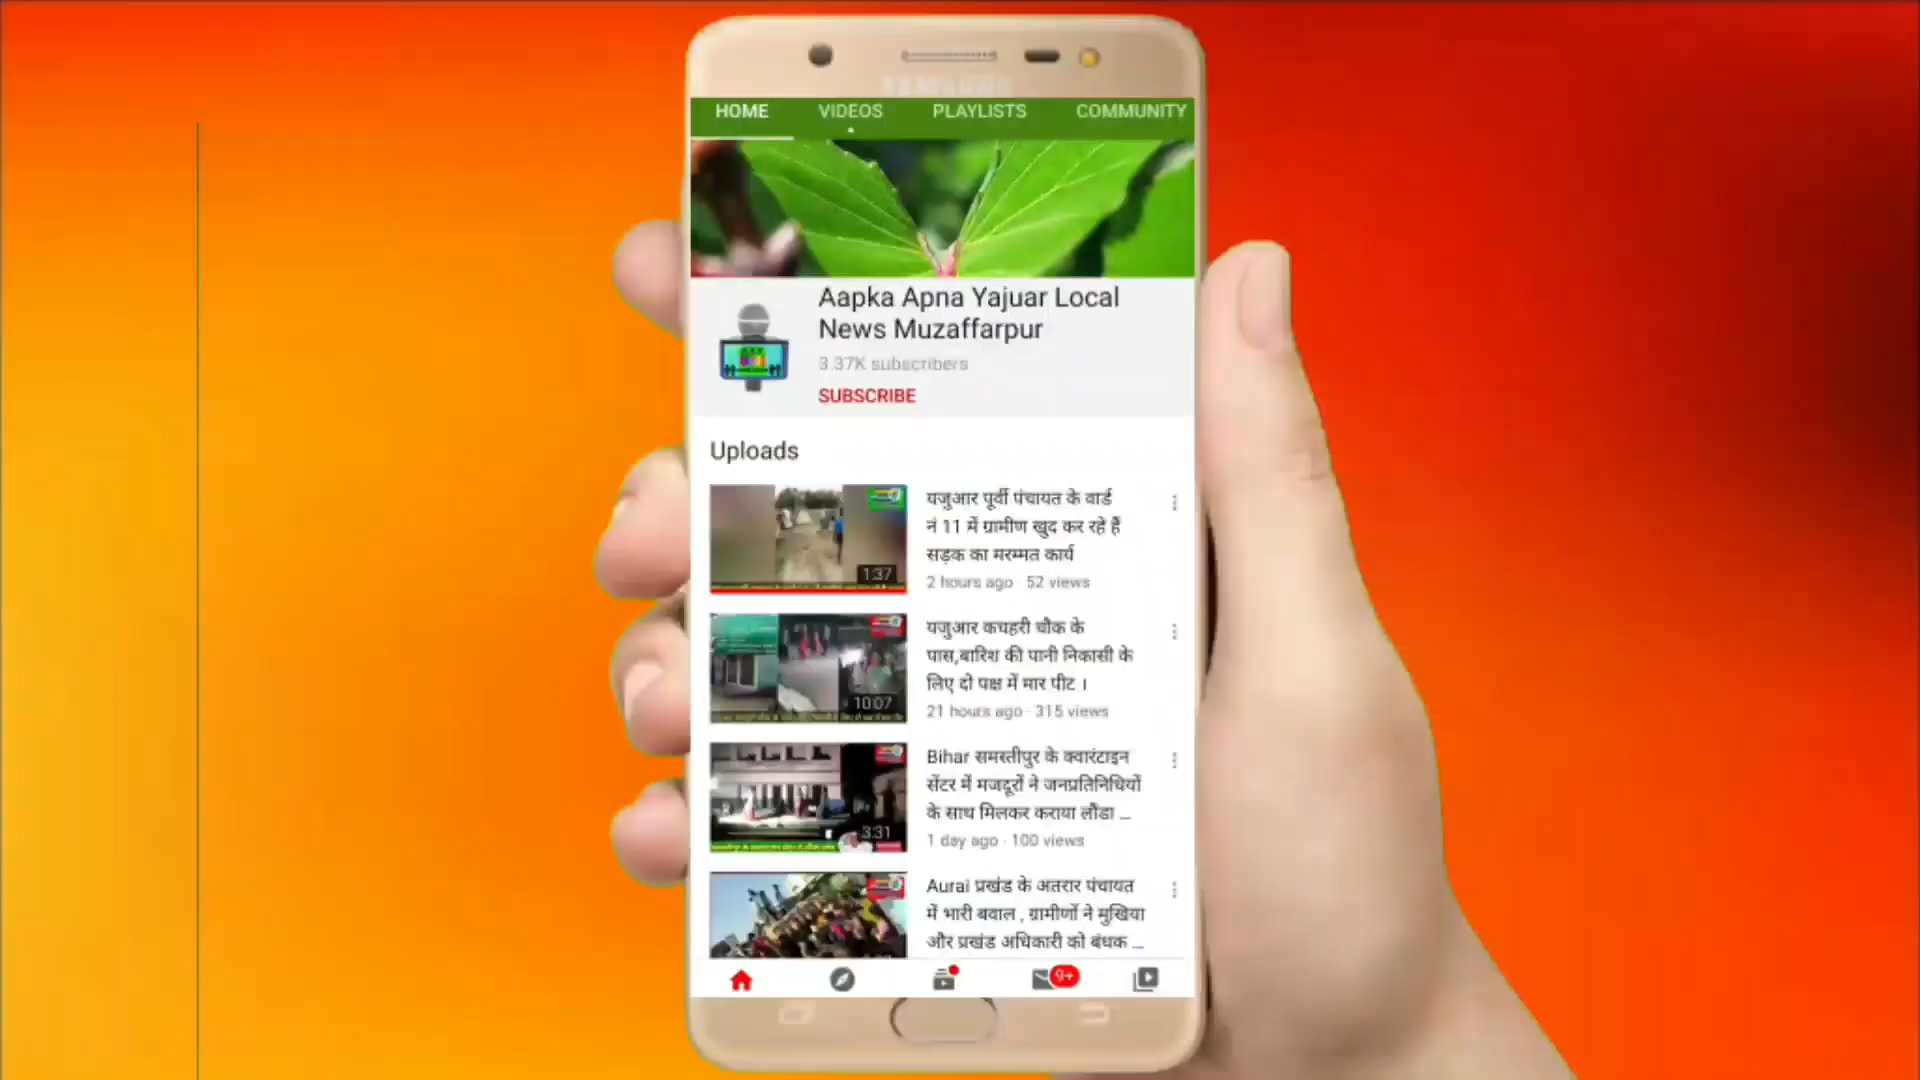 HOME VIDEOS PLAYLISTS COMMUNITY
Aapka Apna Yajuar Local
News Muzaffarpur
3.37K subscribers
SUBSCRIBE
Uploads
यजुआर पूर्वी पंचायत के वार्ड
नं 11 में ग्रामीण खुद कर रहे हैं
सड़क का मरम्मत कार्य
2 hours ago · 52 views
1:37
यजुआर कचहरी चौक के
पास,बारिश की पानी निकासी के
लिए दो पक्ष में मार पीट ।
21 hours ago · 315 views
10:07
Bihar समस्तीपुर के क्वारंटाइन
सेंटर में मजदूरों ने जनप्रतिनिधियों
के साथ मिलकर कराया लौंडा ...
1 day ago · 100 views
3:31
Aurai प्रखंड के अतरार पंचायत
में भारी बवाल , ग्रामीणों ने मुखिया
और प्रखंड अधिकारी को बंधक ...
9+